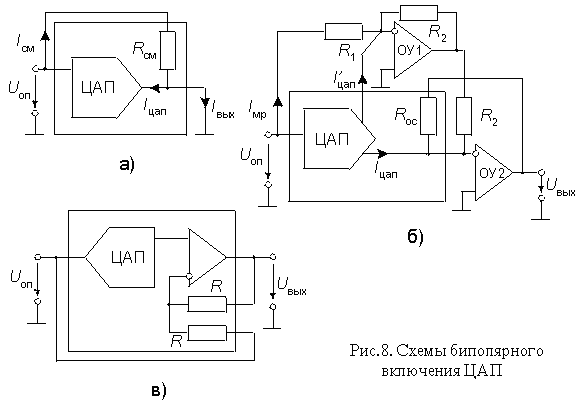 Iсм
Rсм
Uоп
ЦАП
Iцап
Iвых
а)
R1
R2
ОУ1
I′цап
Iмр
ЦАП
Rос
R2
Uоп
Iцап
ОУ2
Uвых
б)
ЦАП
Uоп
R
Uвых
R
в)
Рис.8. Схемы биполярного
включения ЦАП